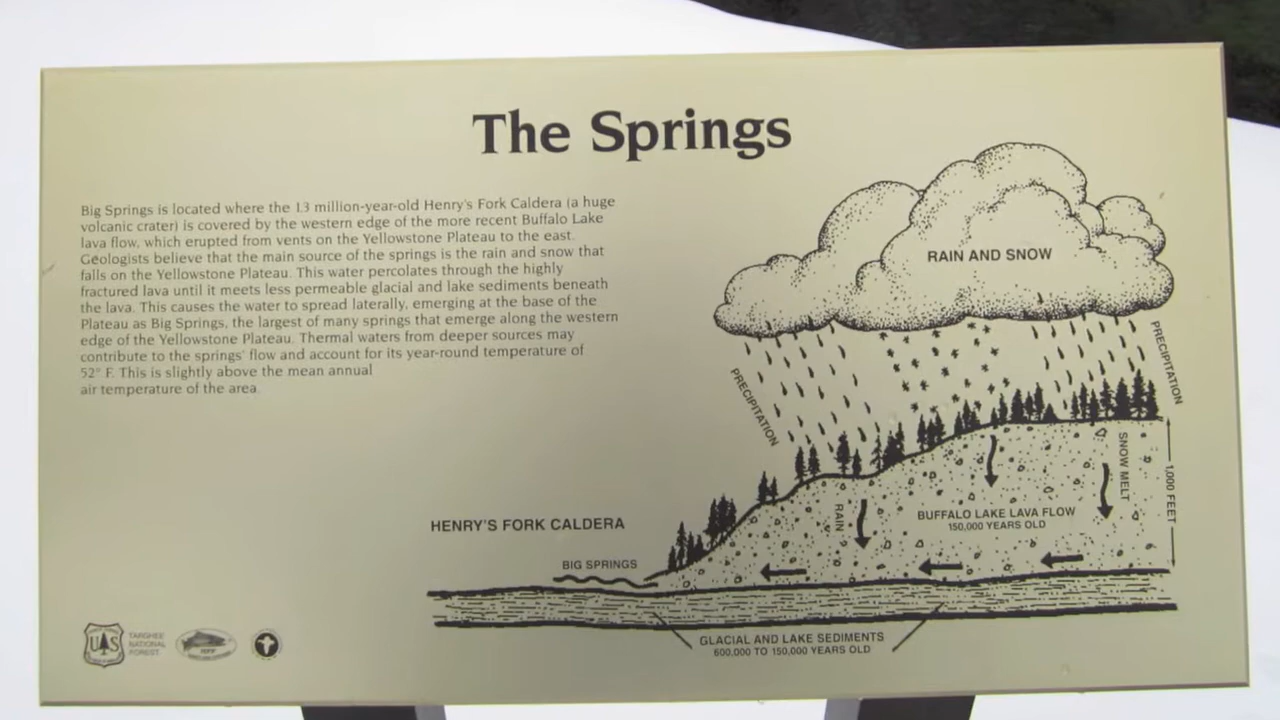 The Springs
Big Springs is located where the 1.3 million-year-old Henry's Fork Caldera (a huge
volcanic crater) is covered by the western edge of the more recent Buffalo Lake
lava flow, which erupted from vents on the Yellowstone Plateau to the east.
Geologists believe that the main source of the springs is the rain and snow that
falls on the Yellowstone Plateau. This water percolates through the highly
fractured lava until it meets less permeable glacial and lake sediments beneath
the lava. This causes the water to spread laterally, emerging at the base of the
Plateau as Big Springs, the largest of many springs that emerge along the western
edge of the Yellowstone Plateau. Thermal waters from deeper sources may
contribute to the springs' flow and account for its year-round temperature of
52° F. This is slightly above the mean annual
air temperature of the area.
RAIN AND SNOW
PRECIPITATION
PRECIPITATION
SNOW MELT
1,000 FEET
RAIN
BUFFALO LAKE LAVA FLOW
150,000 YEARS OLD
HENRY'S FORK CALDERA
BIG SPRINGS
GLACIAL AND LAKE SEDIMENTS
600,000 TO 150,000 YEARS OLD
U S
TARGHEE
NATIONAL
FOREST